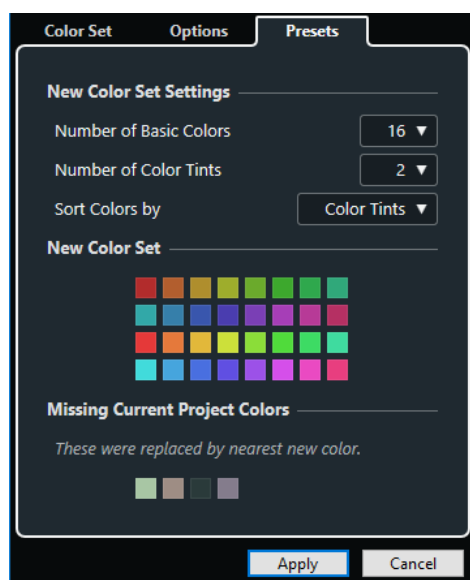 Color Set Options Presets
New Color Set Settings
Number of Basic Colors 16
Number of Color Tints 2
Sort Colors by Color Tints
New Color Set
Missing Current Project Colors
These were replaced by nearest new color.
Apply Cancel